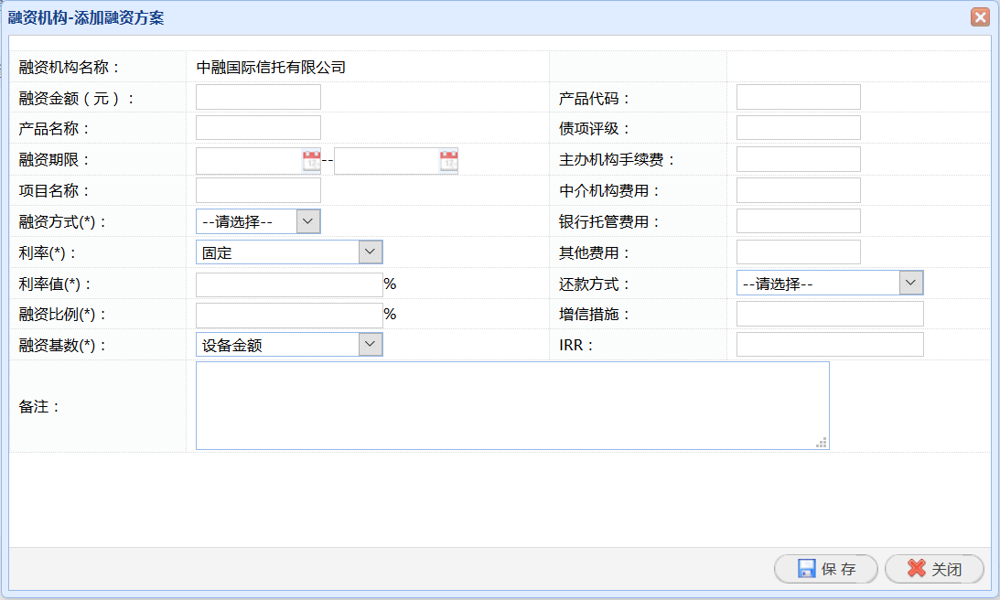 融资机构-添加融资方案
融资机构名称： 中融国际信托有限公司
融资金额（元）： 产品代码：
产品名称： 债项评级：
融资期限： -- 主办机构手续费：
项目名称： 中介机构费用：
融资方式(*)： --请选择-- 银行托管费用：
利率(*)： 固定 其他费用：
利率值(*)： % 还款方式： --请选择--
融资比例(*)： % 增信措施：
融资基数(*)： 设备金额 IRR：
备注：
保 存 关闭